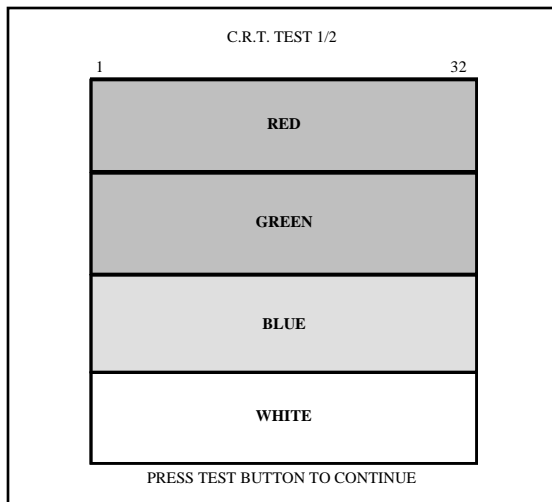 C.R.T. TEST 1/2
1 32
RED
GREEN
BLUE
WHITE
PRESS TEST BUTTON TO CONTINUE